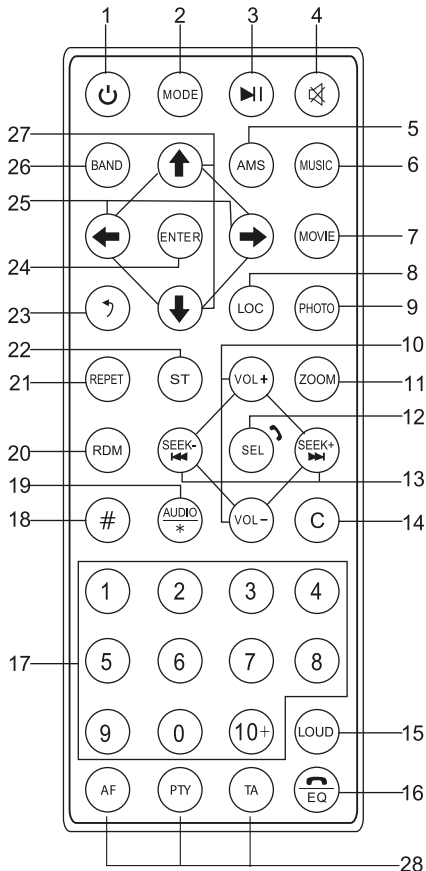 1 2 3 4
MODE
27
5
26 BAND AMS MUSIC 6
25
ENTER MOVIE 7
24
8
23 LOC PHOTO 9
22
10
21 REPET ST VOL+ ZOOM 11
12
20 RDM SEEK- SEL SEEK+
19 13
18 # AUDIO VOL- C 14
*
1 2 3 4
17 5 6 7 8
9 0 10+ LOUD 15
AF PTY TA EQ 16
28